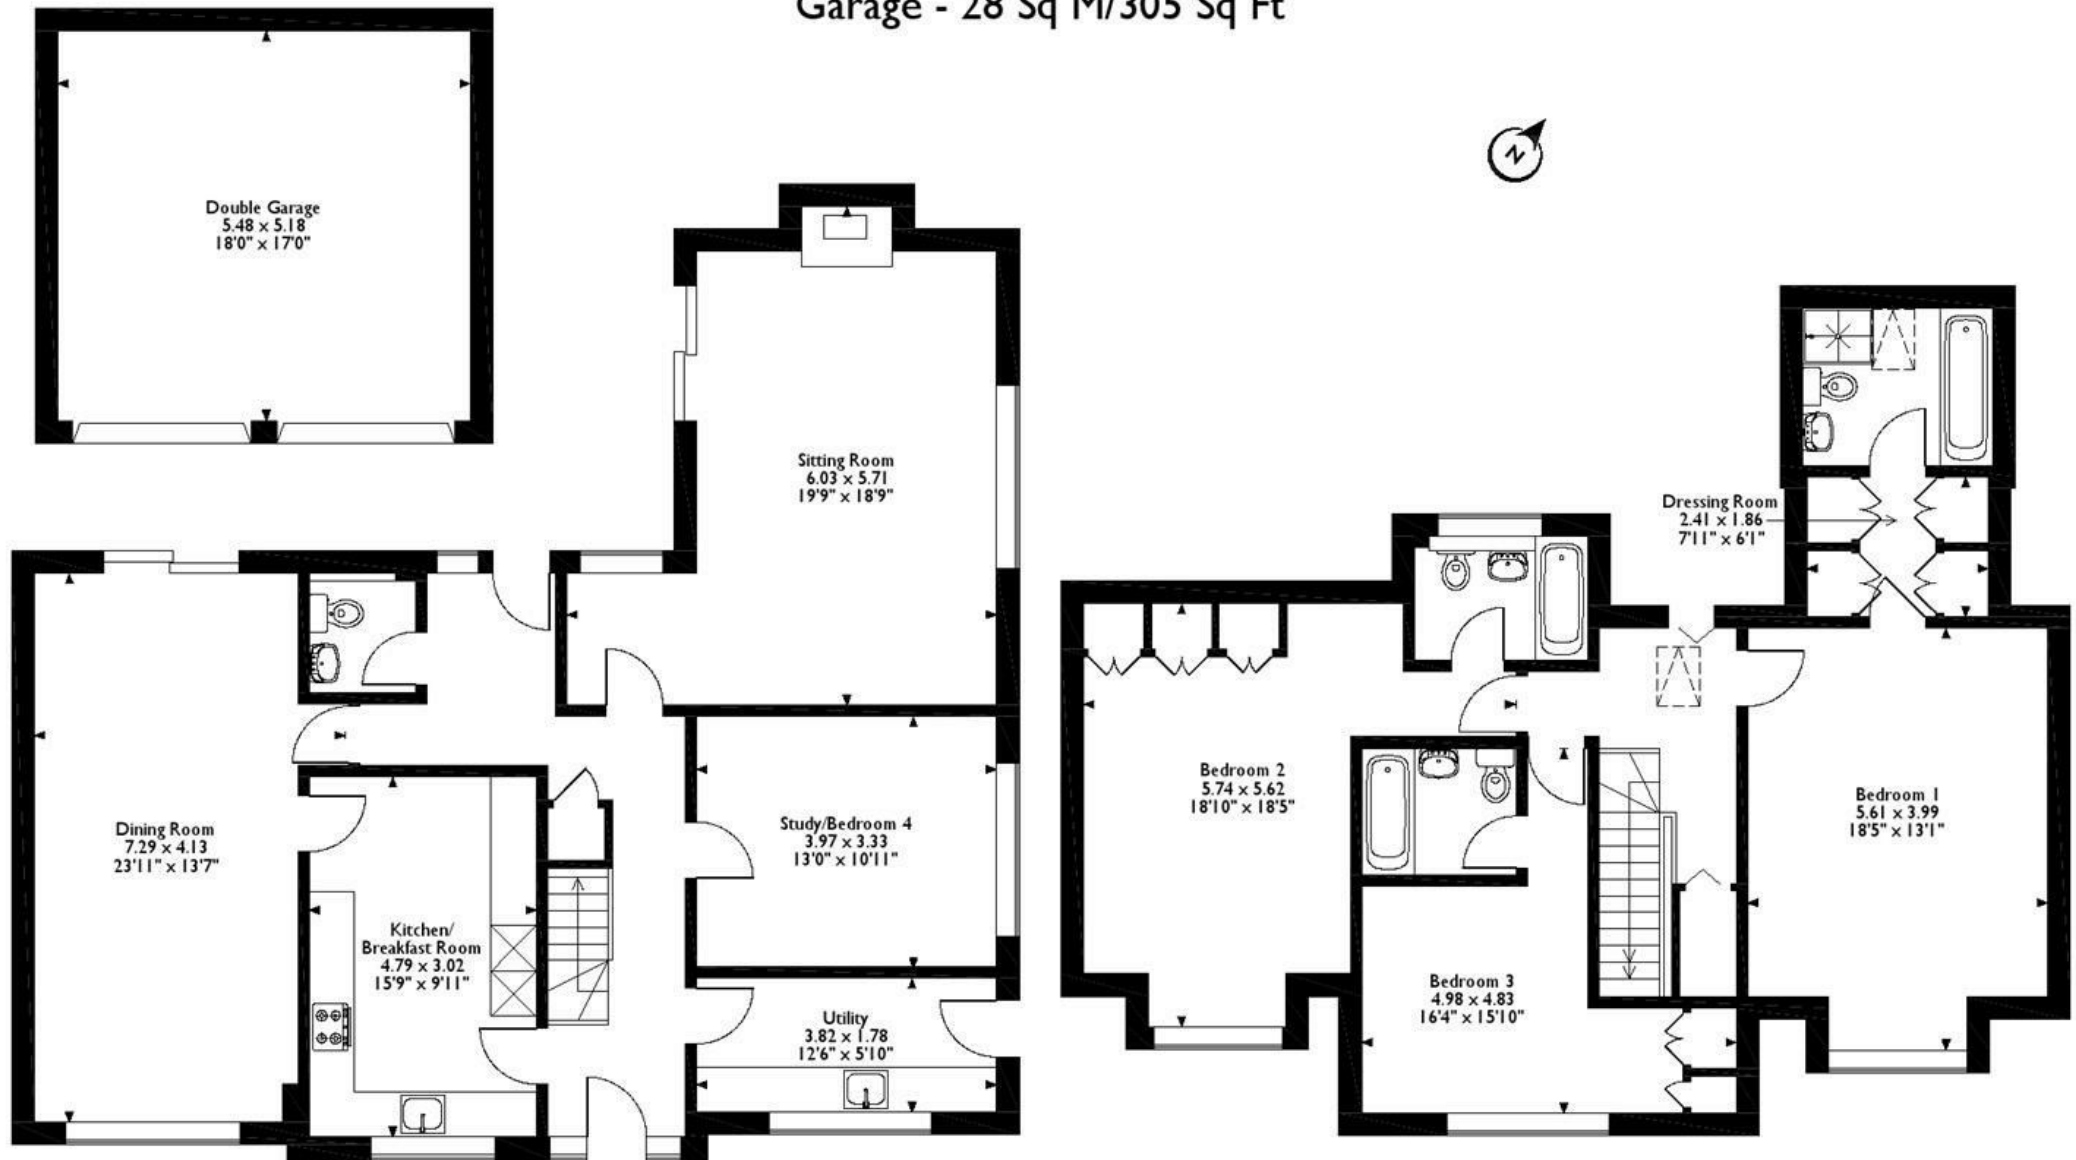 Garage - 28 Sq M/305 Sq Ft
Double Garage
5.48 x 5.18
18'0" x 17'0"
N
Sitting Room
6.03 x 5.71
19'9" x 18'9"
Dressing Room
2.41 x 1.86
7'11" x 6'1"
Dining Room
7.29 x 4.13
23'11" x 13'7"
Kitchen/
Breakfast Room
4.79 x 3.02
15'9" x 9'11"
Study/Bedroom 4
3.97 x 3.33
13'0" x 10'11"
Utility
3.82 x 1.78
12'6" x 5'10"
Bedroom 2
5.74 x 5.62
18'10" x 18'5"
Bedroom 3
4.98 x 4.83
16'4" x 15'10"
Bedroom 1
5.61 x 3.99
18'5" x 13'1"